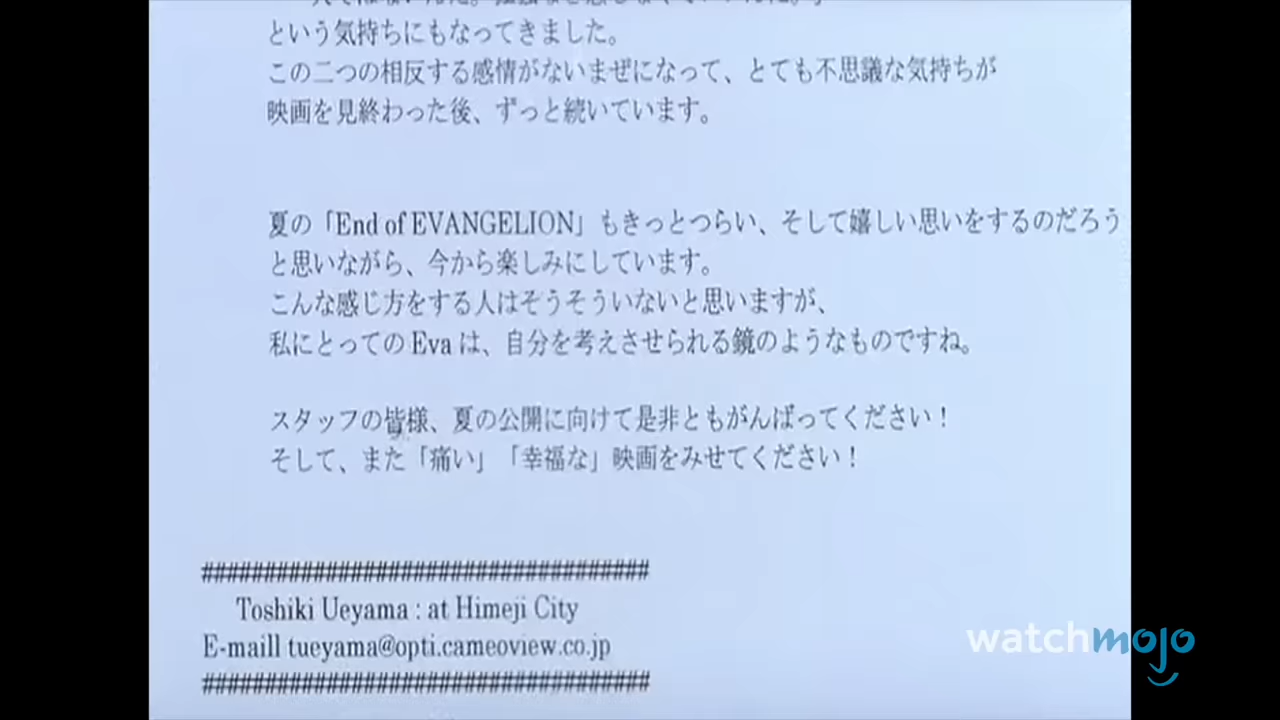 という気持ちにもなってきました。
この二つの相反する感情がないまぜになって、とても不思議な気持ちが
映画を見終わった後、ずっと続いています。
夏の「End of EVANGELION」もきっとつらい、そして嬉しい思いをするのだろう
と思いながら、今から楽しみにしています。
こんな感じ方をする人はそうそういないと思いますが、
私にとってのEvaは、自分を考えさせられる鏡のようなものですね。
スタッフの皆様、夏の公開に向けて是非ともがんばってください！
そして、また「痛い」「幸福な」映画をみせてください！
####################################
Toshiki Ueyama : at Himeji City
E-maill tueyama@opti.cameoview.co.jp
####################################
watchmojo